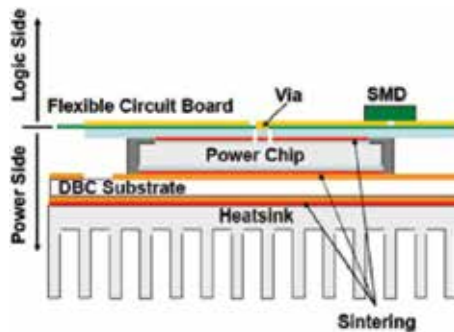 Logic Side
Flexible Circuit Board
Via
SMD
Power Side
Power Chip
DBC Substrate
Heatsink
Sintering